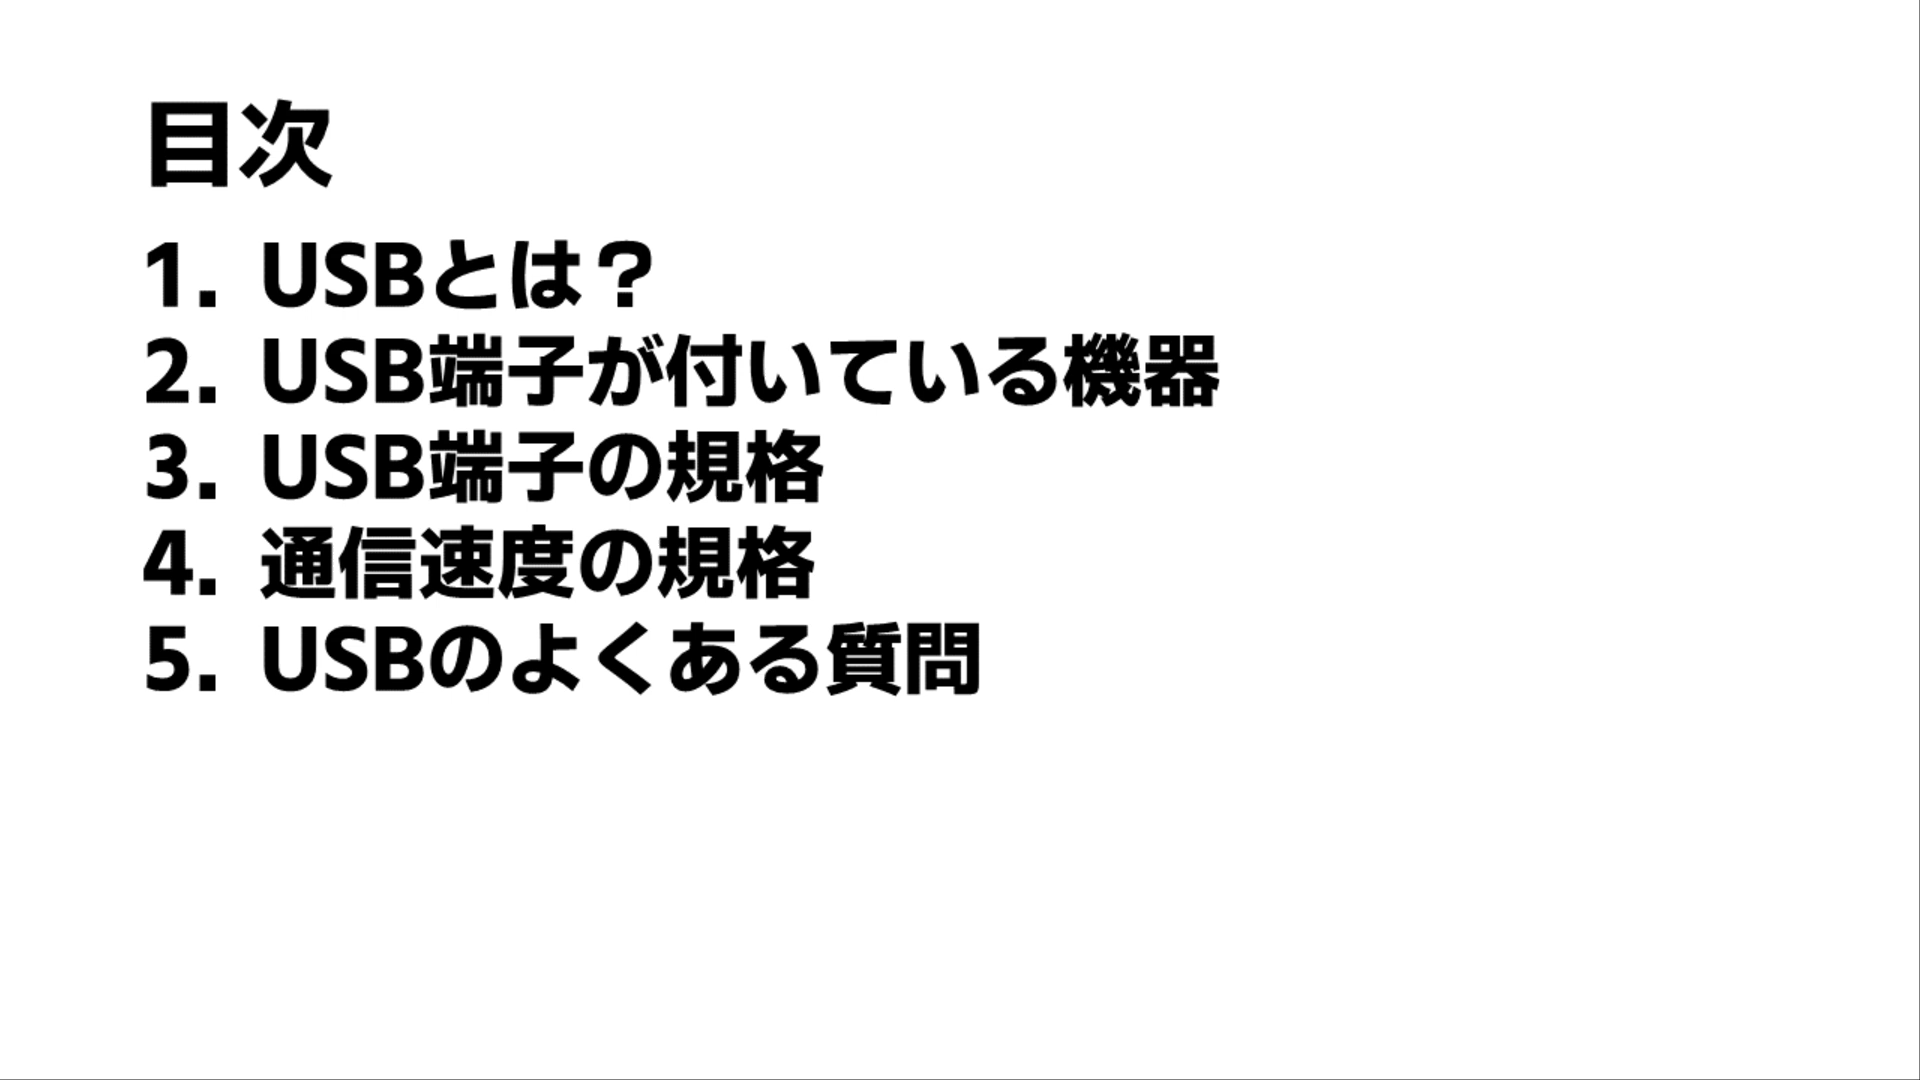 目次
1. USBとは？
2. USB端子が付いている機器
3. USB端子の規格
4. 通信速度の規格
5. USBのよくある質問